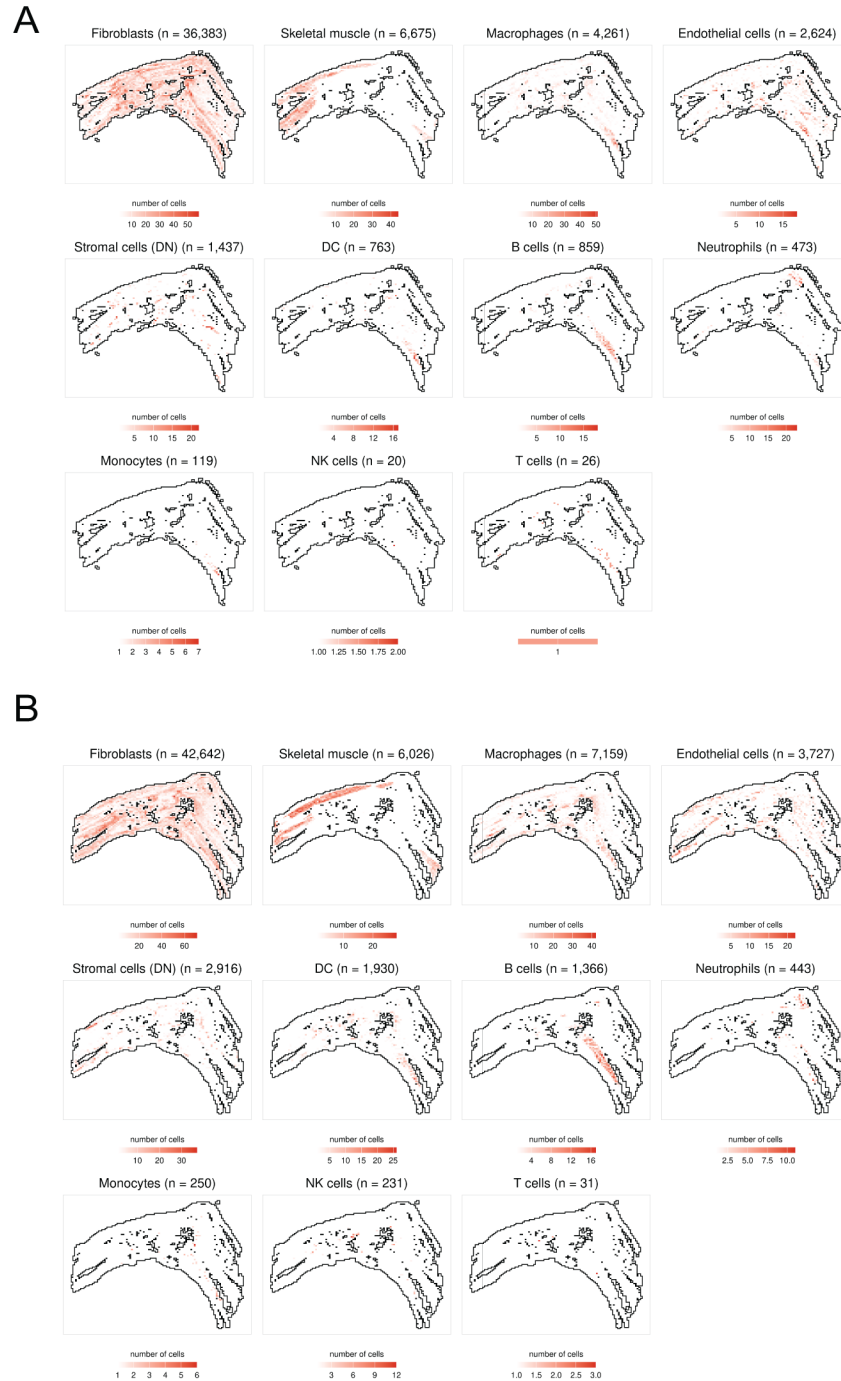 A
Fibroblasts (n = 36,383) Skeletal muscle (n = 6,675) Macrophages (n = 4,261) Endothelial cells (n = 2,624)
number of cells number of cells number of cells number of cells
10 20 30 40 50 10 20 30 40 10 20 30 40 50 5 10 15
Stromal cells (DN) (n = 1,437) DC (n = 763) B cells (n = 859) Neutrophils (n = 473)
number of cells number of cells number of cells number of cells
5 10 15 20 4 8 12 16 5 10 15 5 10 15 20
Monocytes (n = 119) NK cells (n = 20) T cells (n = 26)
number of cells number of cells number of cells
1 2 3 4 5 6 7 1.00 1.25 1.50 1.75 2.00 1
B
Fibroblasts (n = 42,642) Skeletal muscle (n = 6,026) Macrophages (n = 7,159) Endothelial cells (n = 3,727)
number of cells number of cells number of cells number of cells
20 40 60 10 20 10 20 30 40 5 10 15 20
Stromal cells (DN) (n = 2,916) DC (n = 1,930) B cells (n = 1,366) Neutrophils (n = 443)
number of cells number of cells number of cells number of cells
10 20 30 5 10 15 20 25 4 8 12 16 2.5 5.0 7.5 10.0
Monocytes (n = 250) NK cells (n = 231) T cells (n = 31)
number of cells number of cells number of cells
1 2 3 4 5 6 3 6 9 12 1.0 1.5 2.0 2.5 3.0